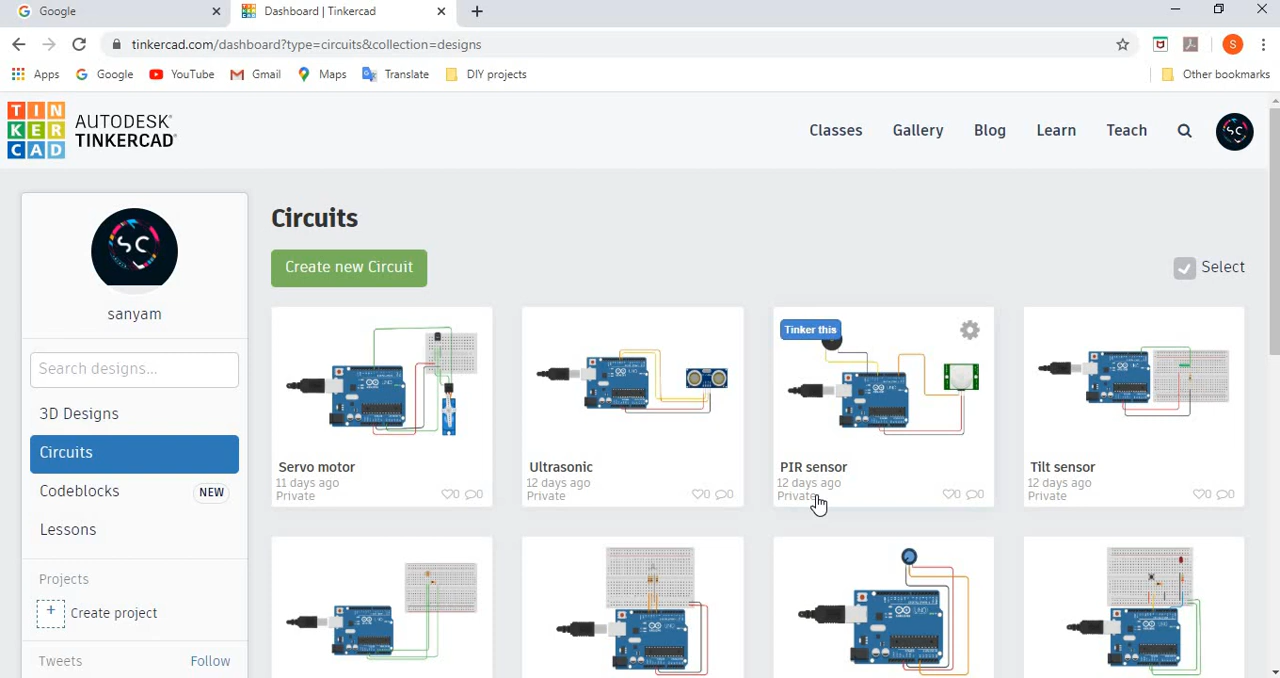 Google
Dashboard | Tinkercad
tinkercad.com/dashboard?type=circuits&collection=designs
S
Apps
Google
YouTube
Gmail
Maps
Translate
DIY projects
Other bookmarks
TIN
KER
CAD
AUTODESK®
TINKERCAD®
Classes
Gallery
Blog
Learn
Teach
SC
SC
sanyam
Search designs...
3D Designs
Circuits
Codeblocks
NEW
Lessons
Projects
+ Create project
Tweets
Follow
Circuits
Create new Circuit
Select
Servo motor
11 days ago
Private
0 0
Ultrasonic
12 days ago
Private
0 0
Tinker this
PIR sensor
12 days ago
Private
0 0
Tilt sensor
12 days ago
Private
0 0